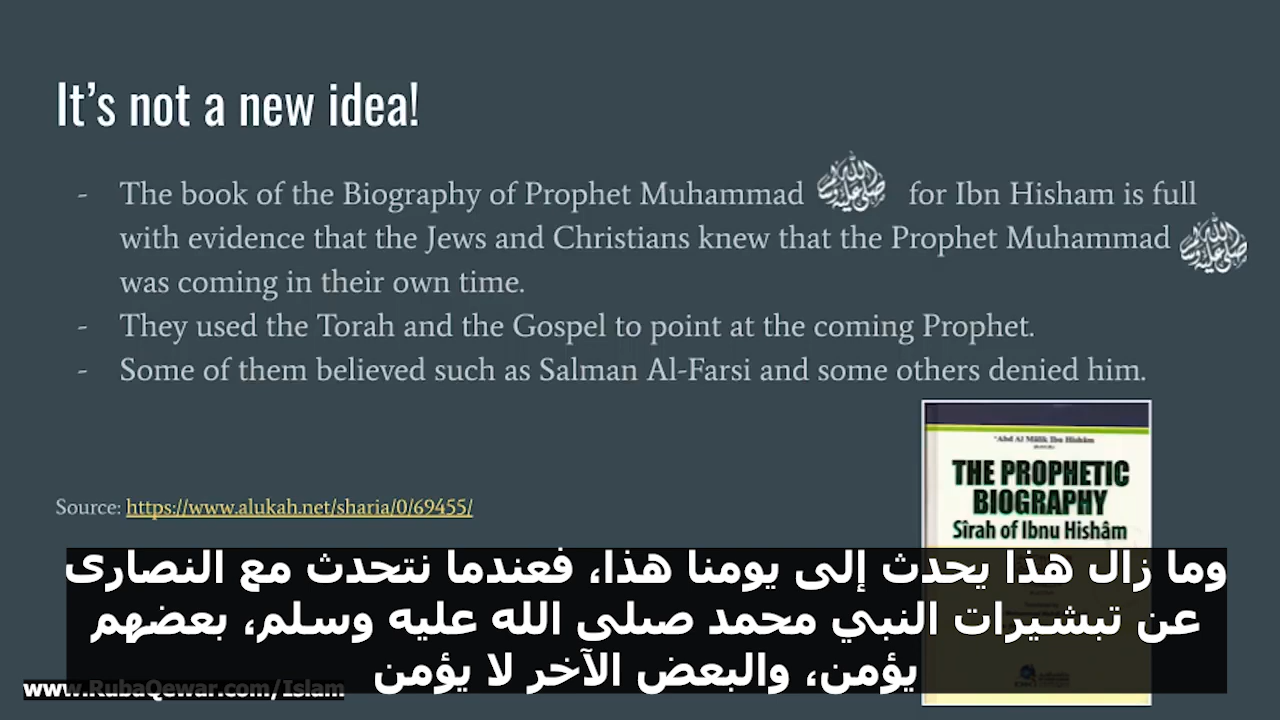 It’s not a new idea!
- The book of the Biography of Prophet Muhammad ﷺ for Ibn Hisham is full
with evidence that the Jews and Christians knew that the Prophet Muhammad ﷺ
was coming in their own time.
- They used the Torah and the Gospel to point at the coming Prophet.
- Some of them believed such as Salman Al-Farsi and some others denied him.
‘Abd Al Mâlik Ibn Hishâm
THE PROPHETIC
BIOGRAPHY
Sîrah of Ibnu Hishâm
Source: https://www.alukah.net/sharia/0/69455/
وما زال هذا يحدث إلى يومنا هذا، فعندما نتحدث مع النصارى
عن تبشيرات النبي محمد صلى الله عليه وسلم، بعضهم
يؤمن، والبعض الآخر لا يؤمن
www.RubaQewar.com/Islam